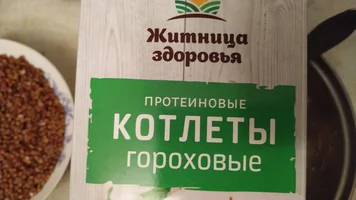 Житница
здоровья
ПРОТЕИНОВЫЕ
КОТЛЕТЫ
гороховые